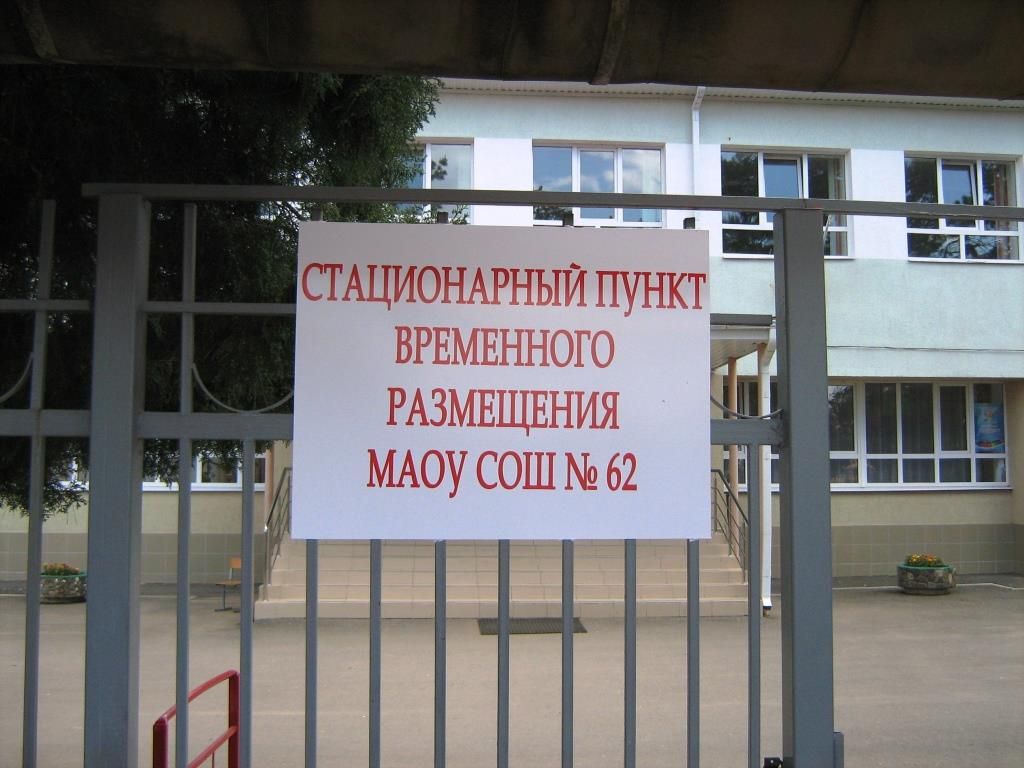 СТАЦИОНАРНЫЙ ПУНКТ
ВРЕМЕННОГО
РАЗМЕЩЕНИЯ
МАОУ СОШ № 62